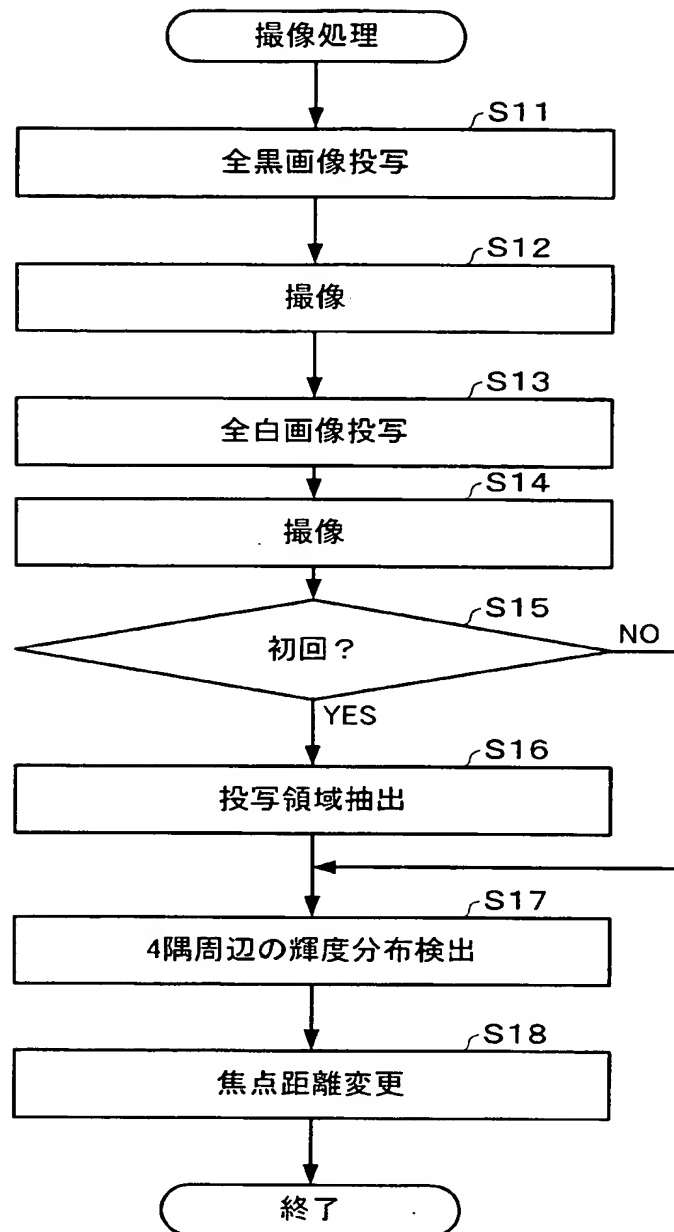 撮像処理
S11
全黒画像投写
S12
撮像
S13
全白画像投写
S14
撮像
S15
初回?
NO
YES
S16
投写領域抽出
S17
4隅周辺の輝度分布検出
S18
焦点距離変更
終了